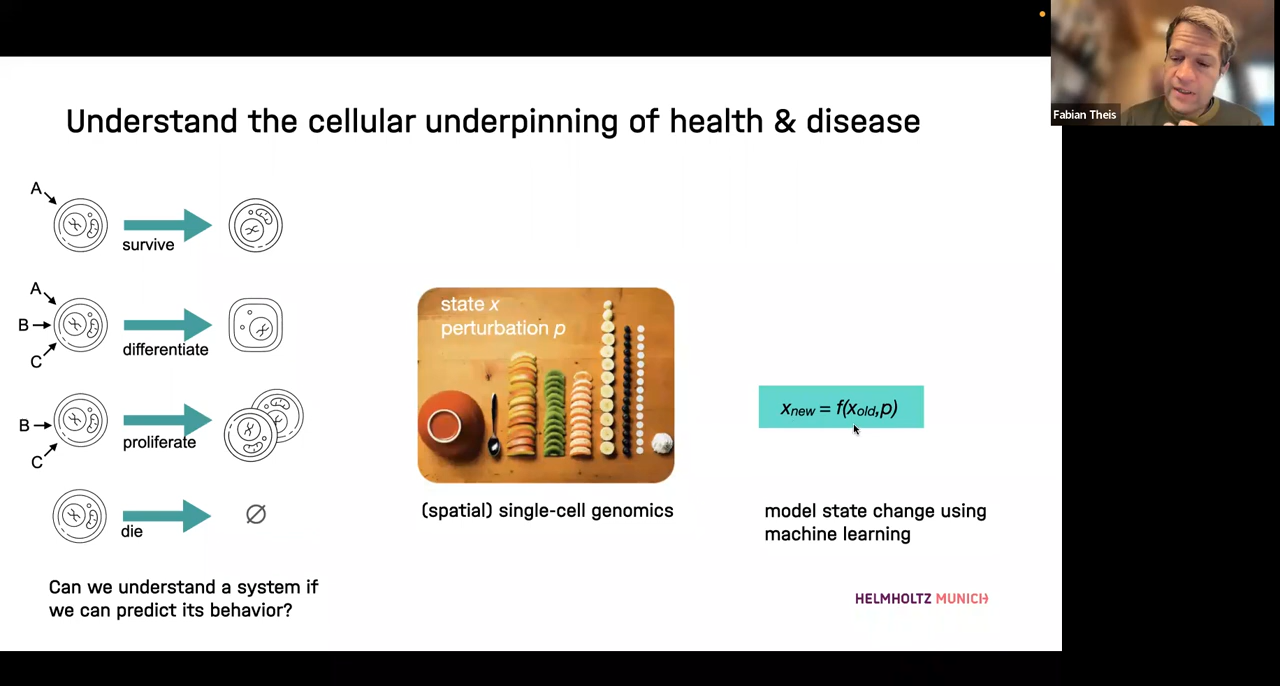 Fabian Theis
Understand the cellular underpinning of health & disease
A
survive
A
B
C
differentiate
B
C
proliferate
die
∅
Can we understand a system if
we can predict its behavior?
state x
perturbation p
(spatial) single-cell genomics
xnew = f(xold,p)
model state change using
machine learning
HELMHOLTZ MUNICH